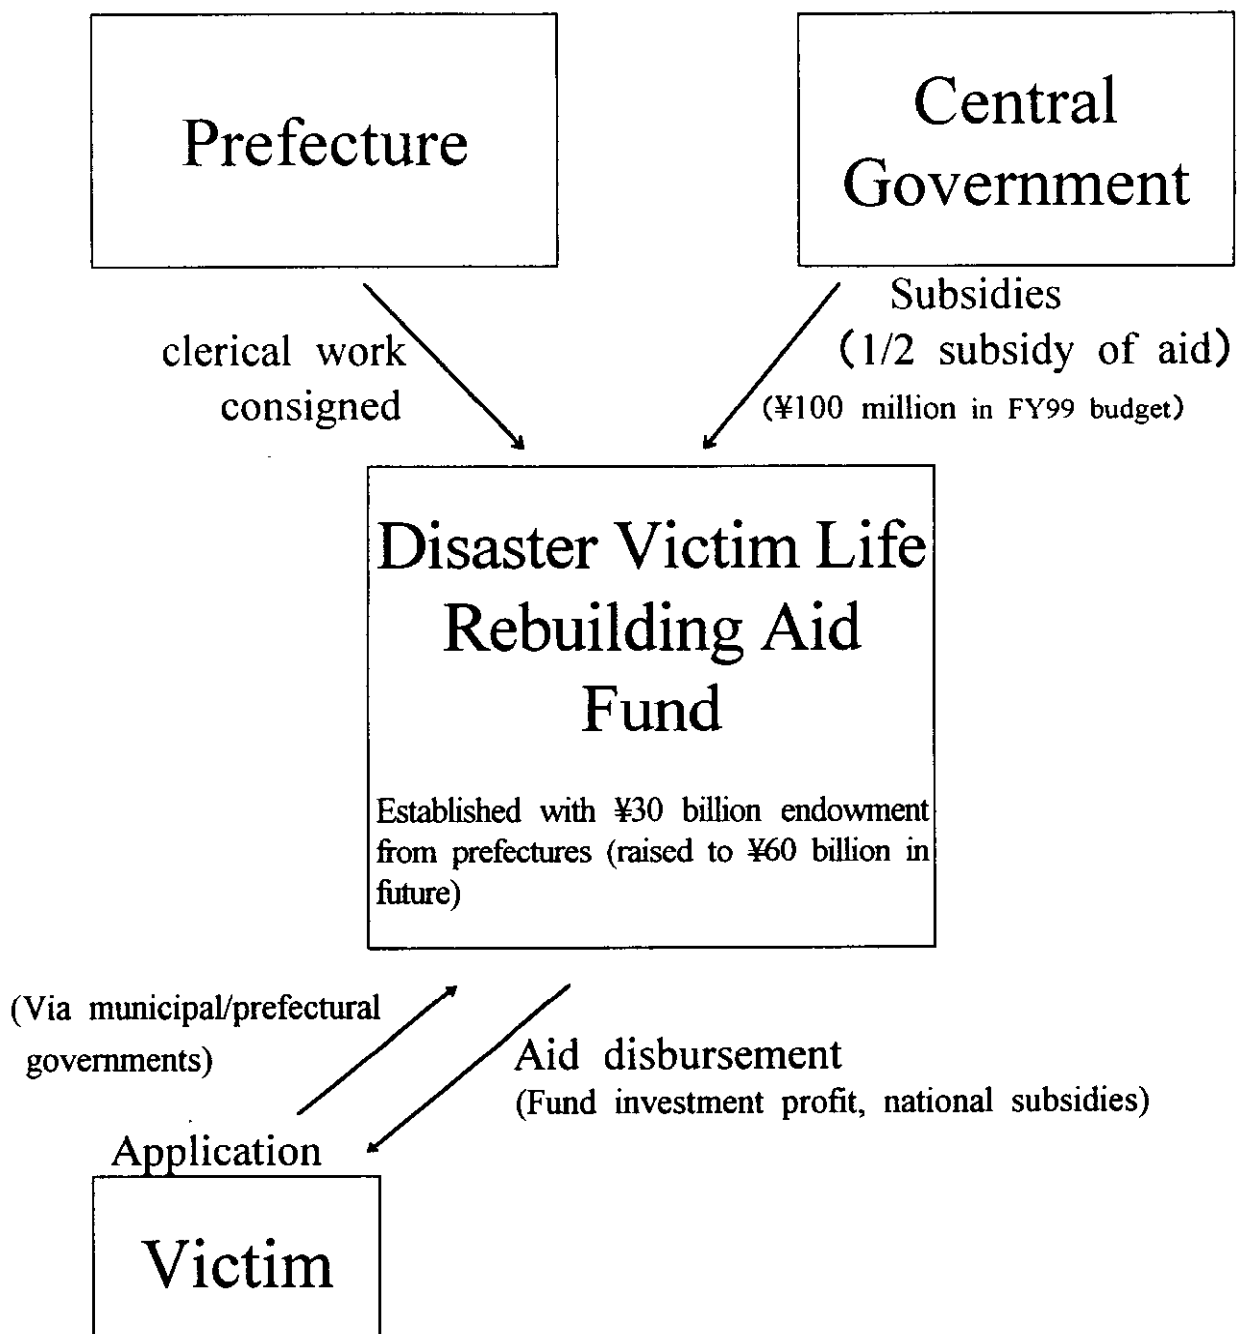 Prefecture
Central
Government
clerical work
consigned
Subsidies
(1/2 subsidy of aid)
(¥100 million in FY99 budget)
Disaster Victim Life
Rebuilding Aid
Fund
Established with ¥30 billion endowment
from prefectures (raised to ¥60 billion in
future)
(Via municipal/prefectural
governments)
Aid disbursement
(Fund investment profit, national subsidies)
Application
Victim